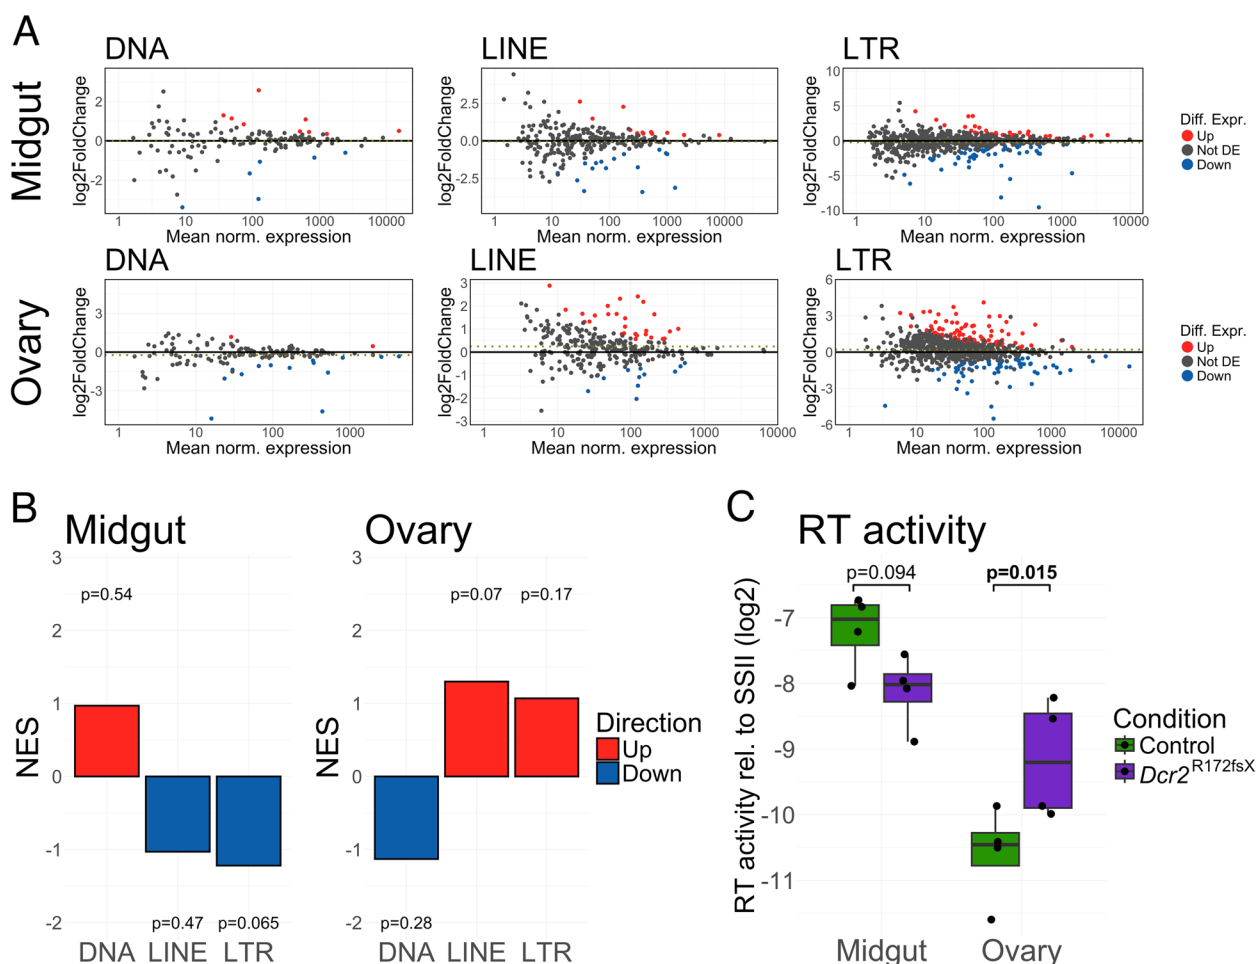 A
Midgut
DNA
log2FoldChange
2
0
-2
1 10 100 1000 10000
Mean norm. expression
LINE
log2FoldChange
2.5
0.0
-2.5
1 10 100 1000 10000
Mean norm. expression
LTR
log2FoldChange
10
5
0
-5
-10
10 100 1000 10000
Mean norm. expression
Diff. Expr.
Up
Not DE
Down
Ovary
DNA
log2FoldChange
3
0
-3
1 10 100 1000
Mean norm. expression
LINE
log2FoldChange
3
2
1
0
-1
-2
-3
1 10 100 1000 10000
Mean norm. expression
LTR
log2FoldChange
6
3
0
-3
-6
1 10 100 1000 10000
Mean norm. expression
Diff. Expr.
Up
Not DE
Down
B
Midgut
NES
3
2
1
0
-1
-2
p=0.54
p=0.47 p=0.065
DNA LINE LTR
Ovary
NES
3
2
1
0
-1
-2
p=0.07 p=0.17
p=0.28
DNA LINE LTR
Direction
Up
Down
C
RT activity
RT activity rel. to SSII (log2)
p=0.094 p=0.015
-7
-8
-9
-10
-11
Midgut Ovary
Condition
Control
Dcr2R172fsX